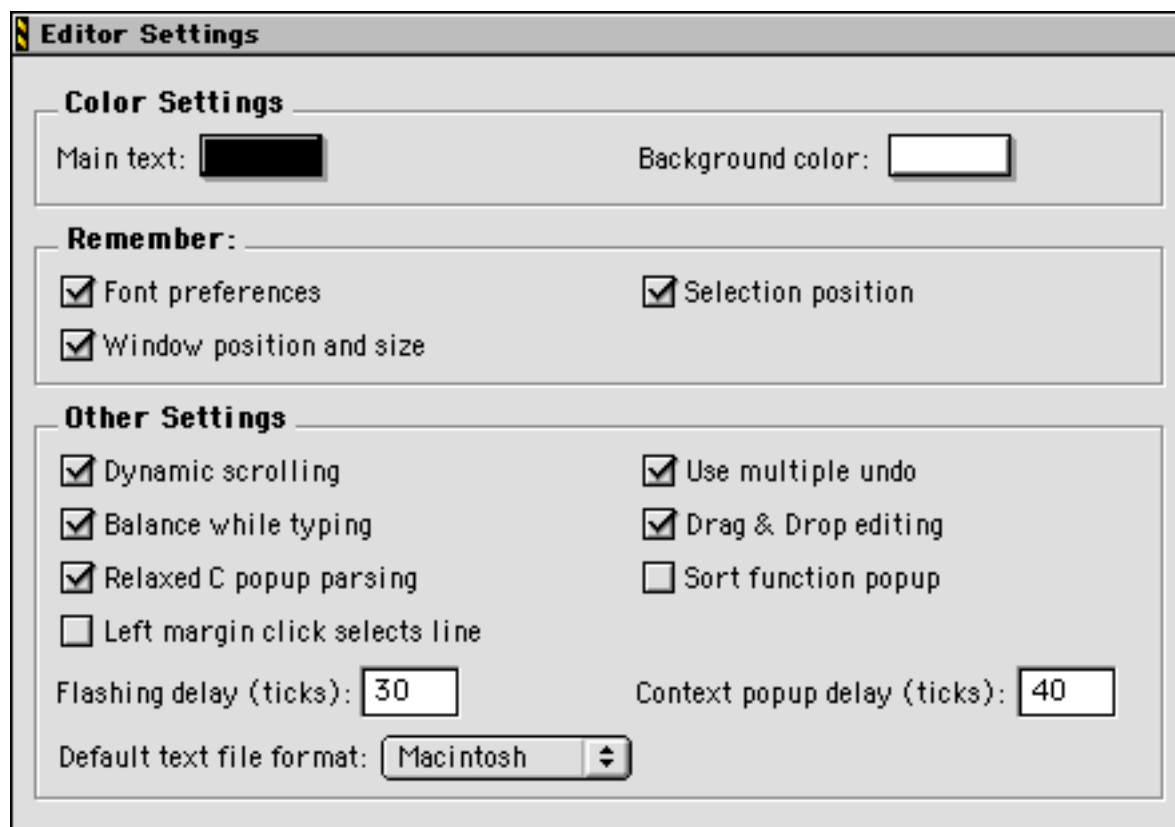 Editor Settings
Color Settings
Main text: Background color:
Remember:
Font preferences Selection position
Window position and size
Other Settings
Dynamic scrolling Use multiple undo
Balance while typing Drag & Drop editing
Relaxed C popup parsing Sort function popup
Left margin click selects line
Flashing delay (ticks): 30 Context popup delay (ticks): 40
Default text file format: Macintosh